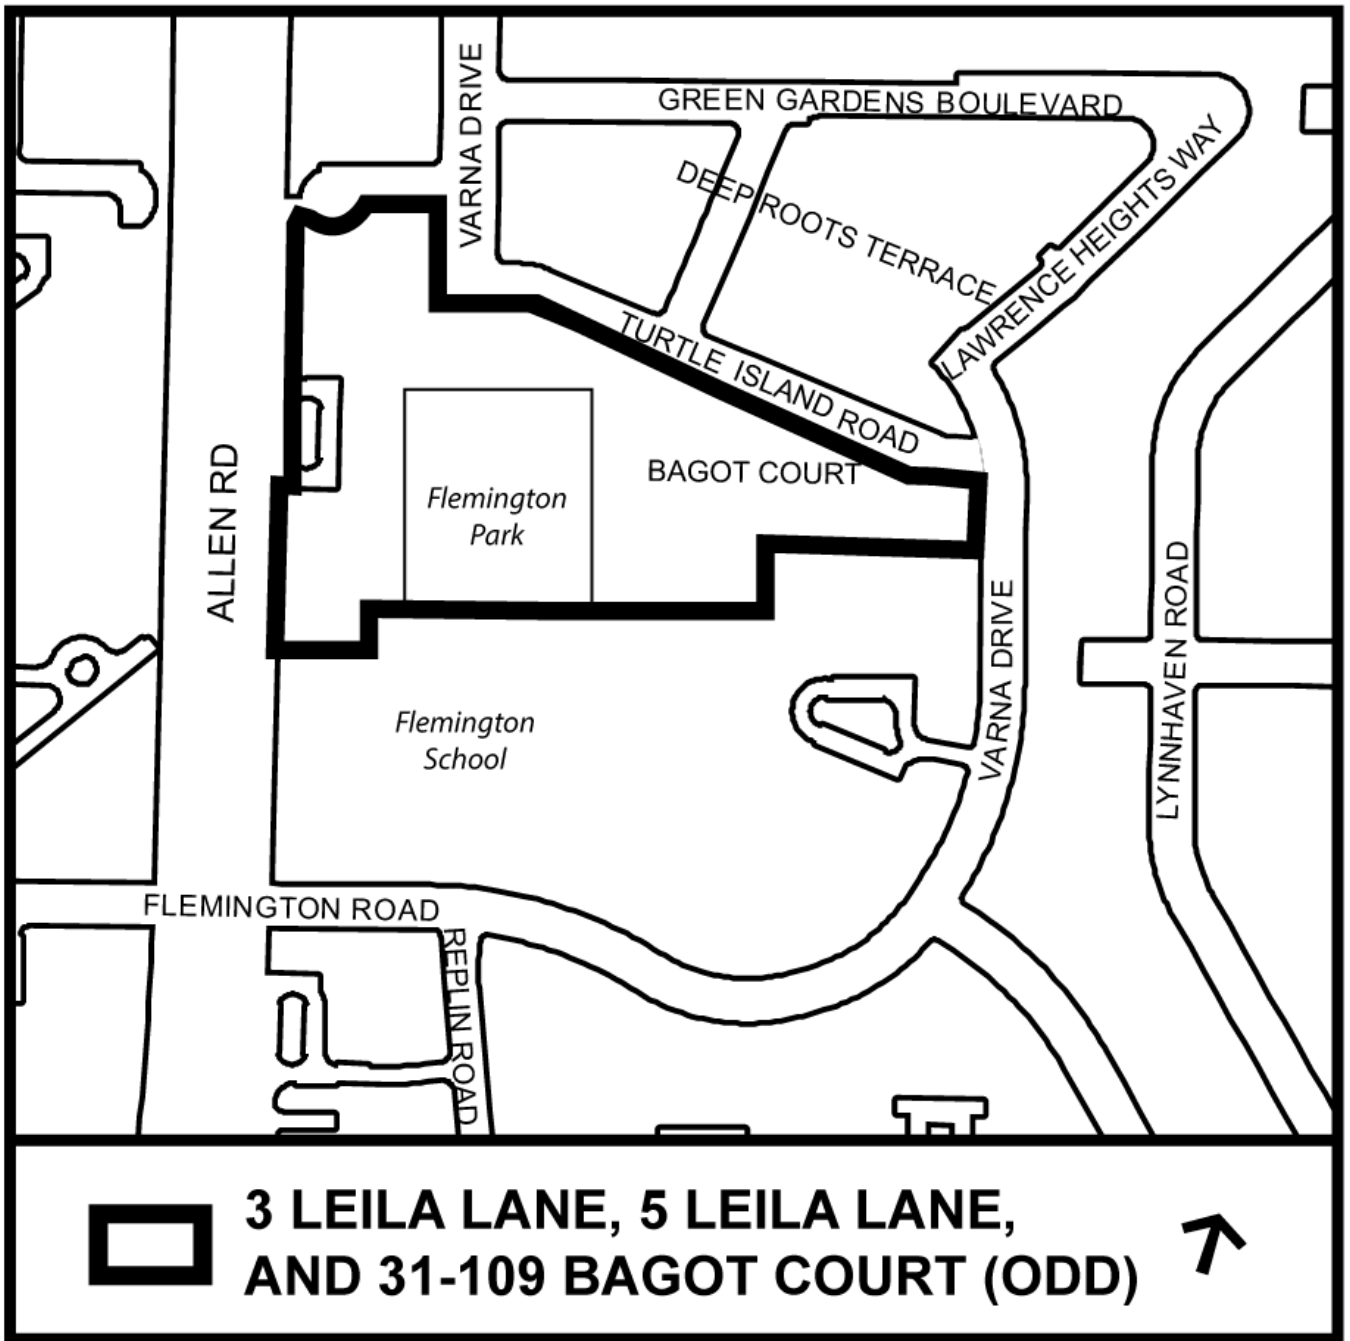 VARNA DRIVE
GREEN GARDENS BOULEVARD
DEEP ROOTS TERRACE
LAWRENCE HEIGHTS WAY
TURTLE ISLAND ROAD
BAGOT COURT
ALLEN RD
Flemington
Park
VARNA DRIVE
LYNNHAVEN ROAD
Flemington
School
FLEMINGTON ROAD
REPLIN ROAD
3 LEILA LANE, 5 LEILA LANE,
AND 31-109 BAGOT COURT (ODD)